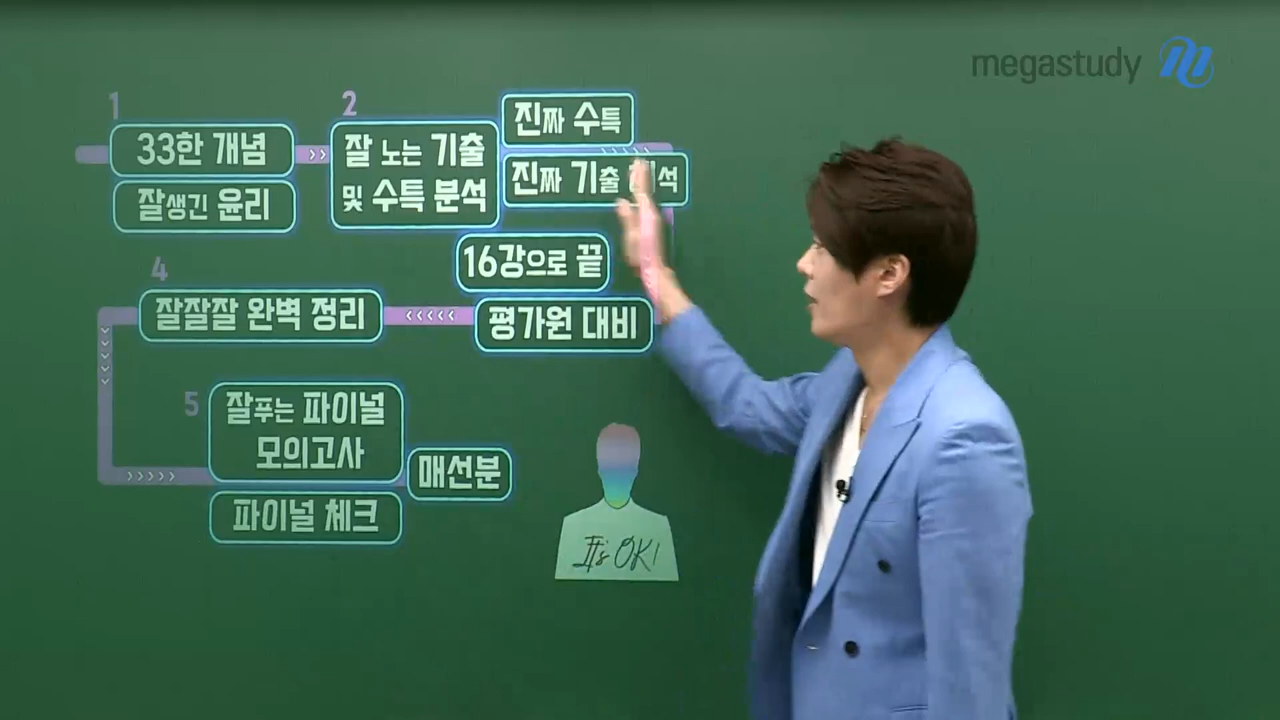 megastudy
1
33한 개념
잘생긴 윤리
2
잘 노는 기출
및 수특 분석
진짜 수특
진짜 기출
16강으로 끝
평가원 대비
4
잘잘잘 완벽 정리
5
잘푸는 파이널
모의고사
파이널 체크
매선분
It's OK!